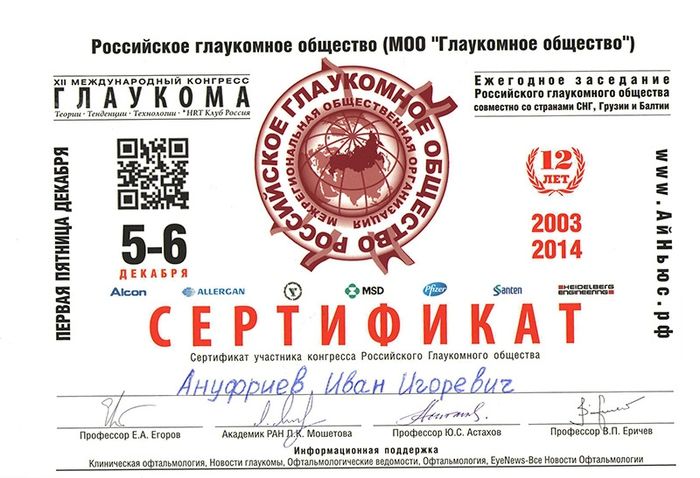 Российское глаукомное общество (МОО "Глаукомное общество")
XII МЕЖДУНАРОДНЫЙ КОНГРЕСС
ГЛАУКОМА
Теории · Тенденции · Технологии · "HRT Клуб Россия
РОССИЙСКОЕ ГЛАУКОМНОЕ ОБЩЕСТВО
МЕЖРЕГИОНАЛЬНАЯ ОБЩЕСТВЕННАЯ ОРГАНИЗАЦИЯ
Ежегодное заседание
Российского глаукомного общества
совместно со странами СНГ, Грузии и Балтии
ПЕРВАЯ ПЯТНИЦА ДЕКАБРЯ
5-6
ДЕКАБРЯ
12
ЛЕТ
2003
2014
www.АйНьюс.рф
Alcon ALLERGAN MSD Pfizer Santen HEIDELBERG ENGINEERING
СЕРТИФИКАТ
Сертификат участника конгресса Российского Глаукомного общества
Ануфриев Иван Игоревич
Профессор Е.А. Егоров Академик РАН Л.К. Мошетова Профессор Ю.С. Астахов Профессор В.П. Еричев
Информационная поддержка
Клиническая офтальмология, Новости глаукомы, Офтальмологические ведомости, Офтальмология, EyeNews-Все Новости Офтальмологии